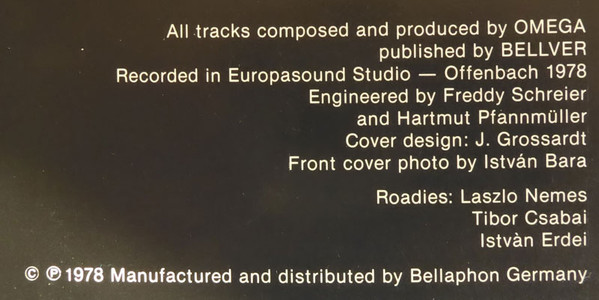 All tracks composed and produced by OMEGA
published by BELLVER
Recorded in Europasound Studio — Offenbach 1978
Engineered by Freddy Schreier
and Hartmut Pfannmüller
Cover design: J. Grossardt
Front cover photo by István Bara
Roadies: Laszlo Nemes
Tibor Csabai
Istvàn Erdei
© ℗ 1978 Manufactured and distributed by Bellaphon Germany